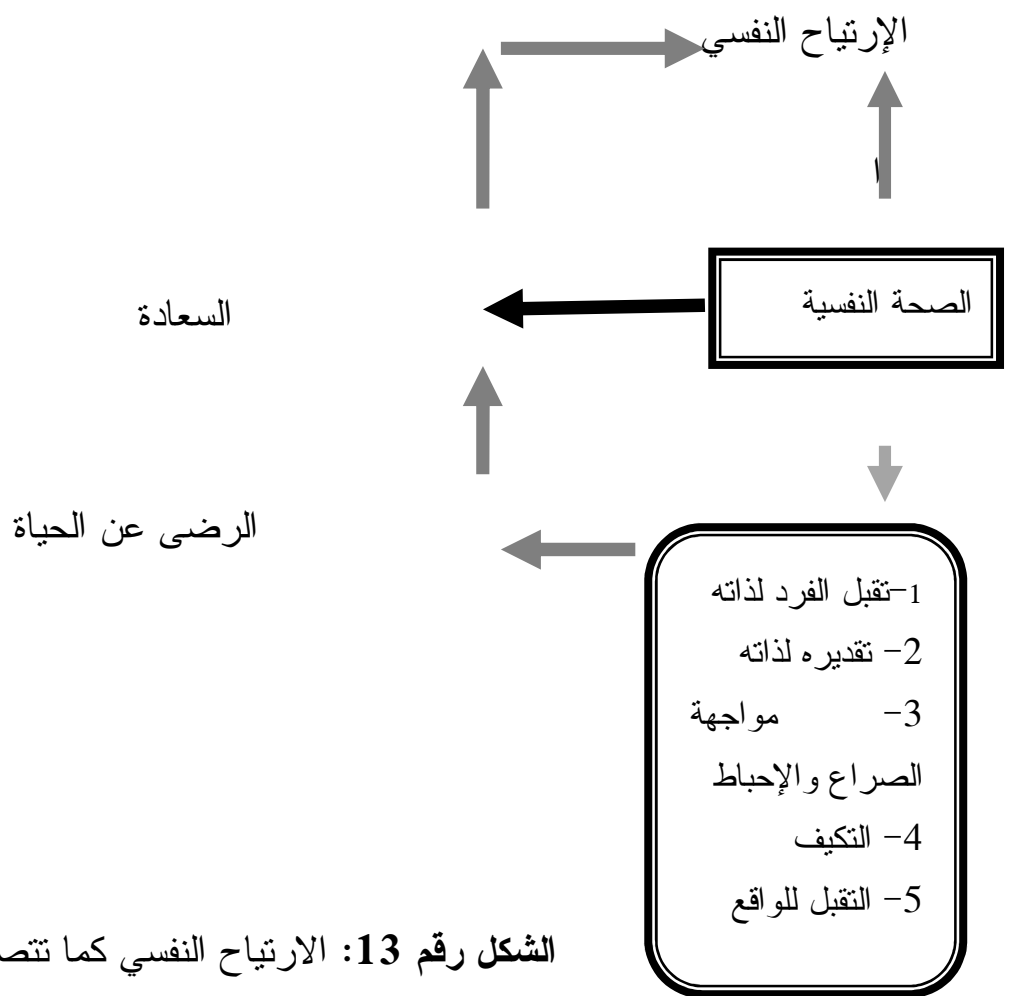 الإرتياح النفسي
ا
الصحة النفسية
السعادة
الرضى عن الحياة
1-تقبل الفرد لذاته
2- تقديره لذاته
3- مواجهة
الصراع والإحباط
4- التكيف
5- التقبل للواقع
الشكل رقم 13: الارتياح النفسي كما